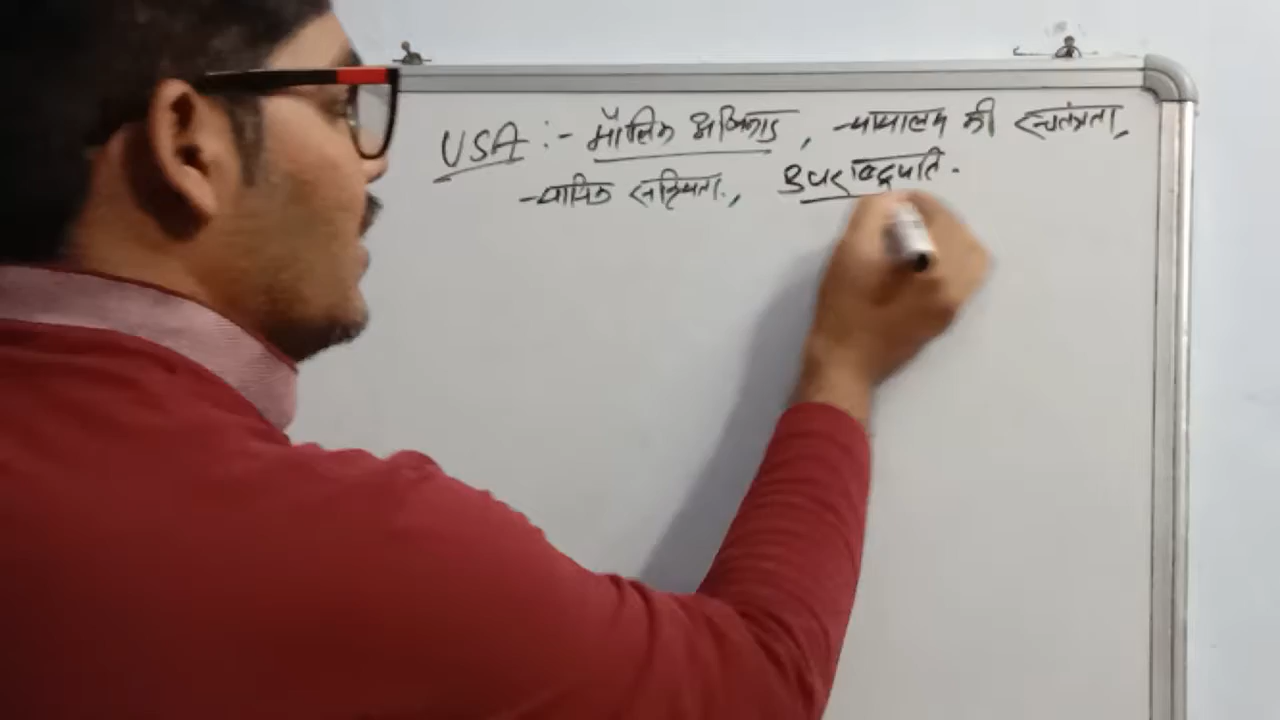 USA :- मौलिक अधिकार, न्यायालय की स्वतंत्रता,
न्यायिक सक्रियता, उपराष्ट्रपति.